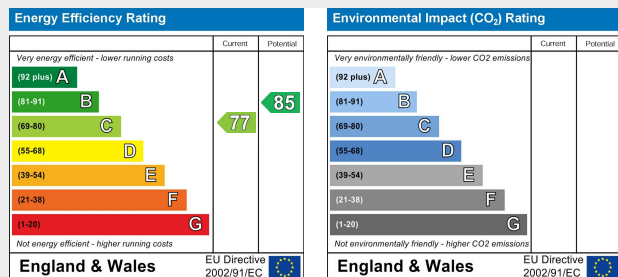 Energy Efficiency Rating
Current Potential
Very energy efficient - lower running costs
(92 plus) A
(81-91) B
(69-80) C
(55-68) D
(39-54) E
(21-38) F
(1-20) G
77
85
Not energy efficient - higher running costs
England & Wales
EU Directive
2002/91/EC
Environmental Impact (CO2) Rating
Current Potential
Very environmentally friendly - lower CO2 emissions
(92 plus) A
(81-91) B
(69-80) C
(55-68) D
(39-54) E
(21-38) F
(1-20) G
Not environmentally friendly - higher CO2 emissions
England & Wales
EU Directive
2002/91/EC